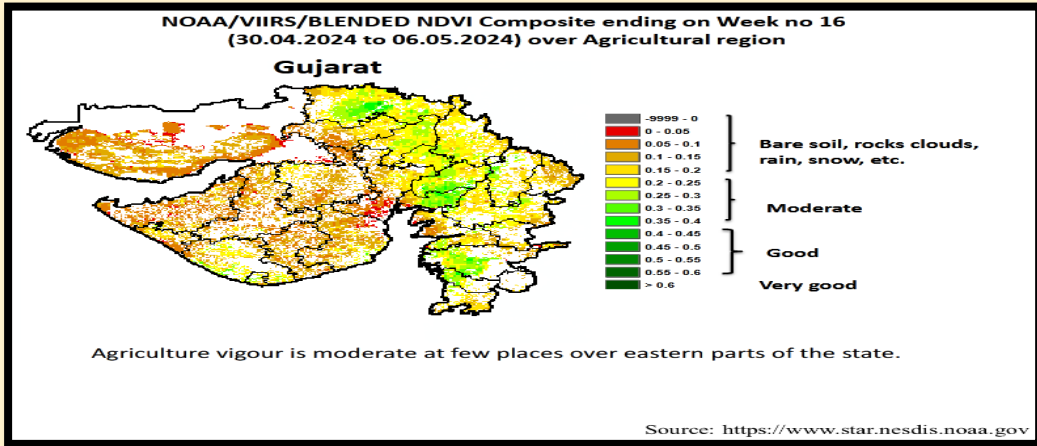 NOAA/VIIRS/BLENDED NDVI Composite ending on Week no 16
(30.04.2024 to 06.05.2024) over Agricultural region
Gujarat
-9999 - 0
0 - 0.05
0.05 - 0.1
0.1 - 0.15
0.15 - 0.2
0.2 - 0.25
0.25 - 0.3
0.3 - 0.35
0.35 - 0.4
0.4 - 0.45
0.45 - 0.5
0.5 - 0.55
0.55 - 0.6
> 0.6
Bare soil, rocks clouds,
rain, snow, etc.
Moderate
Good
Very good
Agriculture vigour is moderate at few places over eastern parts of the state.
Source: https://www.star.nesdis.noaa.gov